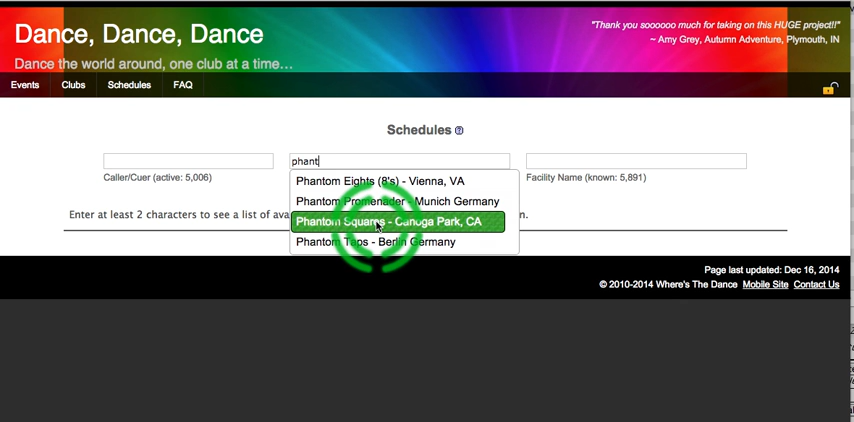 Dance, Dance, Dance
"Thank you soooooo much for taking on this HUGE project!!"
~ Amy Grey, Autumn Adventure, Plymouth, IN
Dance the world around, one club at a time…
Events Clubs Schedules FAQ
Schedules
phant
Caller/Cuer (active: 5,006)
Facility Name (known: 5,891)
Phantom Eights (8's) - Vienna, VA
Phantom Promenader - Munich Germany
Phantom Squares - Canoga Park, CA
Phantom Taps - Berlin Germany
Enter at least 2 characters to see a list of
Page last updated: Dec 16, 2014
© 2010-2014 Where's The Dance Mobile Site Contact Us